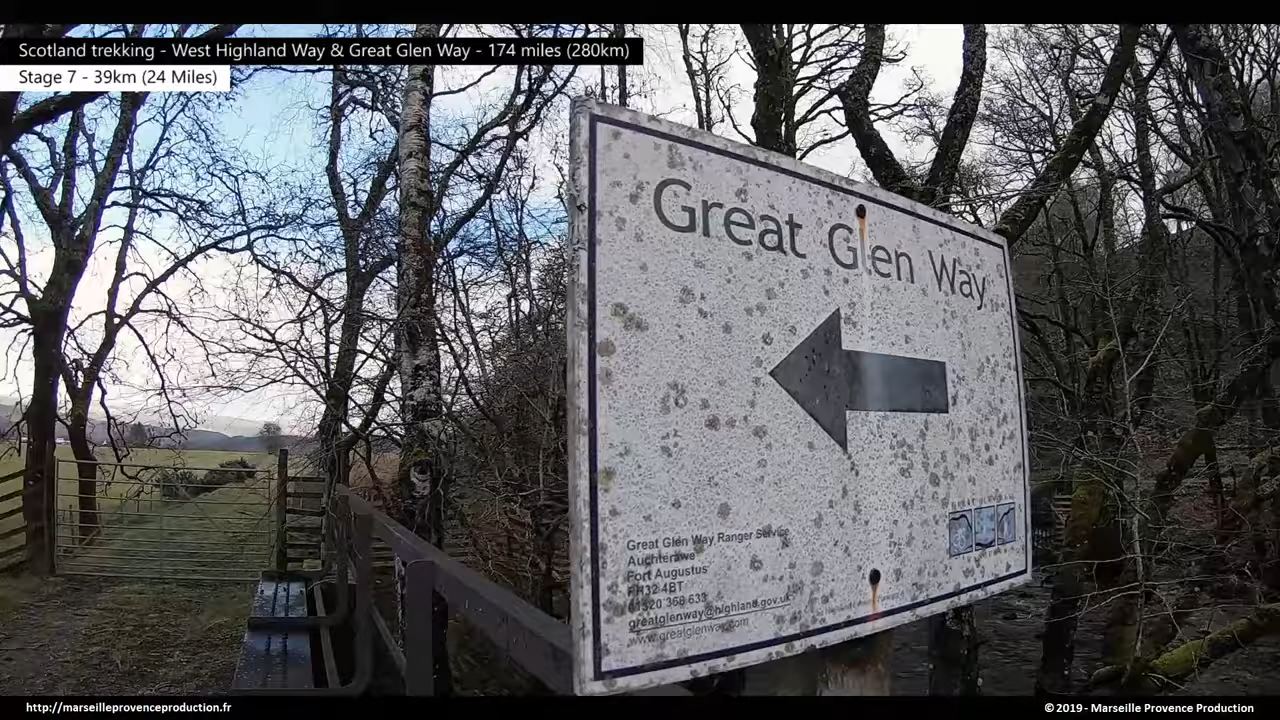 Scotland trekking - West Highland Way & Great Glen Way - 174 miles (280km)
Stage 7 - 39km (24 Miles)
Great Glen Way
Great Glen Way Ranger Service
Auchterawe
Fort Augustus
PH32 4BT
01320 366 633
greatglenway@highland.gov.uk
www.greatglenway.com
http://marseilleprovenceproduction.fr
© 2019 - Marseille Provence Production